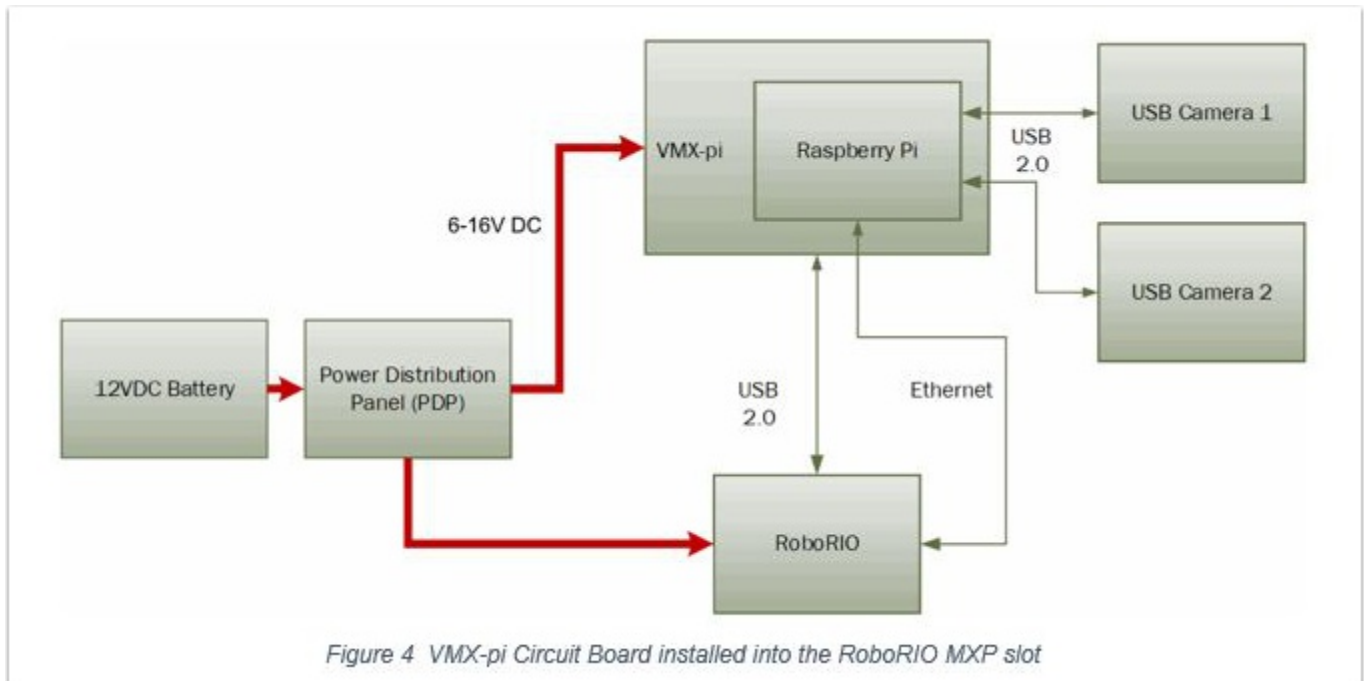 VMX-pi
Raspberry Pi
USB Camera 1
USB
2.0
USB Camera 2
6-16V DC
12VDC Battery
Power Distribution
Panel (PDP)
USB
2.0
Ethernet
RoboRIO
Figure 4 VMX-pi Circuit Board installed into the RoboRIO MXP slot